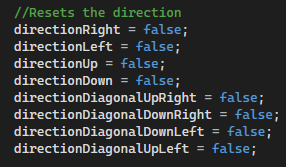 //Resets the direction
directionRight = false;
directionLeft = false;
directionUp = false;
directionDown = false;
directionDiagonalUpRight = false;
directionDiagonalDownRight = false;
directionDiagonalDownLeft = false;
directionDiagonalUpLeft = false;